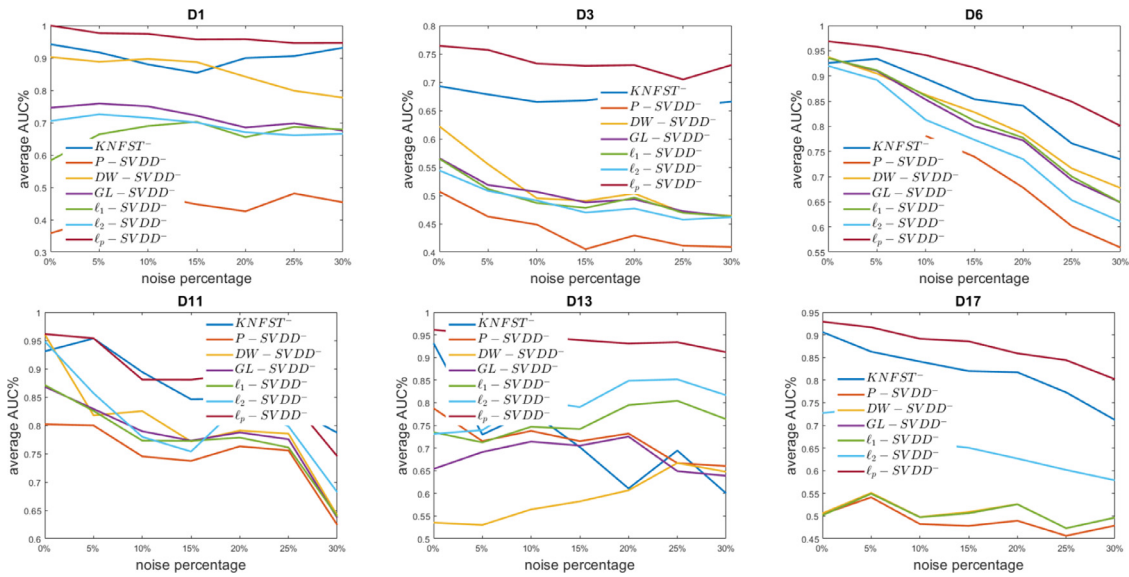 D1
average AUC%
1
0.9
0.8
0.7
0.6
0.5
0.4
0.3
KNFST⁻
P − SVDD⁻
DW − SVDD⁻
GL − SVDD⁻
ℓ₁ − SVDD⁻
ℓ₂ − SVDD⁻
ℓₚ − SVDD⁻
0% 5% 10% 15% 20% 25% 30%
noise percentage
D3
average AUC%
0.8
0.75
0.7
0.65
0.6
0.55
0.5
0.45
0.4
KNFST⁻
P − SVDD⁻
DW − SVDD⁻
GL − SVDD⁻
ℓ₁ − SVDD⁻
ℓ₂ − SVDD⁻
ℓₚ − SVDD⁻
0% 5% 10% 15% 20% 25% 30%
noise percentage
D6
average AUC%
1
0.95
0.9
0.85
0.8
0.75
0.7
0.65
0.6
0.55
KNFST⁻
P − SVDD⁻
DW − SVDD⁻
GL − SVDD⁻
ℓ₁ − SVDD⁻
ℓ₂ − SVDD⁻
ℓₚ − SVDD⁻
0% 5% 10% 15% 20% 25% 30%
noise percentage
D11
average AUC%
1
0.95
0.9
0.85
0.8
0.75
0.7
0.65
0.6
KNFST⁻
P − SVDD⁻
DW − SVDD⁻
GL − SVDD⁻
ℓ₁ − SVDD⁻
ℓ₂ − SVDD⁻
ℓₚ − SVDD⁻
0% 5% 10% 15% 20% 25% 30%
noise percentage
D13
average AUC%
1
0.95
0.9
0.85
0.8
0.75
0.7
0.65
0.6
0.55
0.5
KNFST⁻
P − SVDD⁻
DW − SVDD⁻
GL − SVDD⁻
ℓ₁ − SVDD⁻
ℓ₂ − SVDD⁻
ℓₚ − SVDD⁻
0% 5% 10% 15% 20% 25% 30%
noise percentage
D17
average AUC%
0.95
0.9
0.85
0.8
0.75
0.7
0.65
0.6
0.55
0.5
0.45
KNFST⁻
P − SVDD⁻
DW − SVDD⁻
GL − SVDD⁻
ℓ₁ − SVDD⁻
ℓ₂ − SVDD⁻
ℓₚ − SVDD⁻
0% 5% 10% 15% 20% 25% 30%
noise percentage